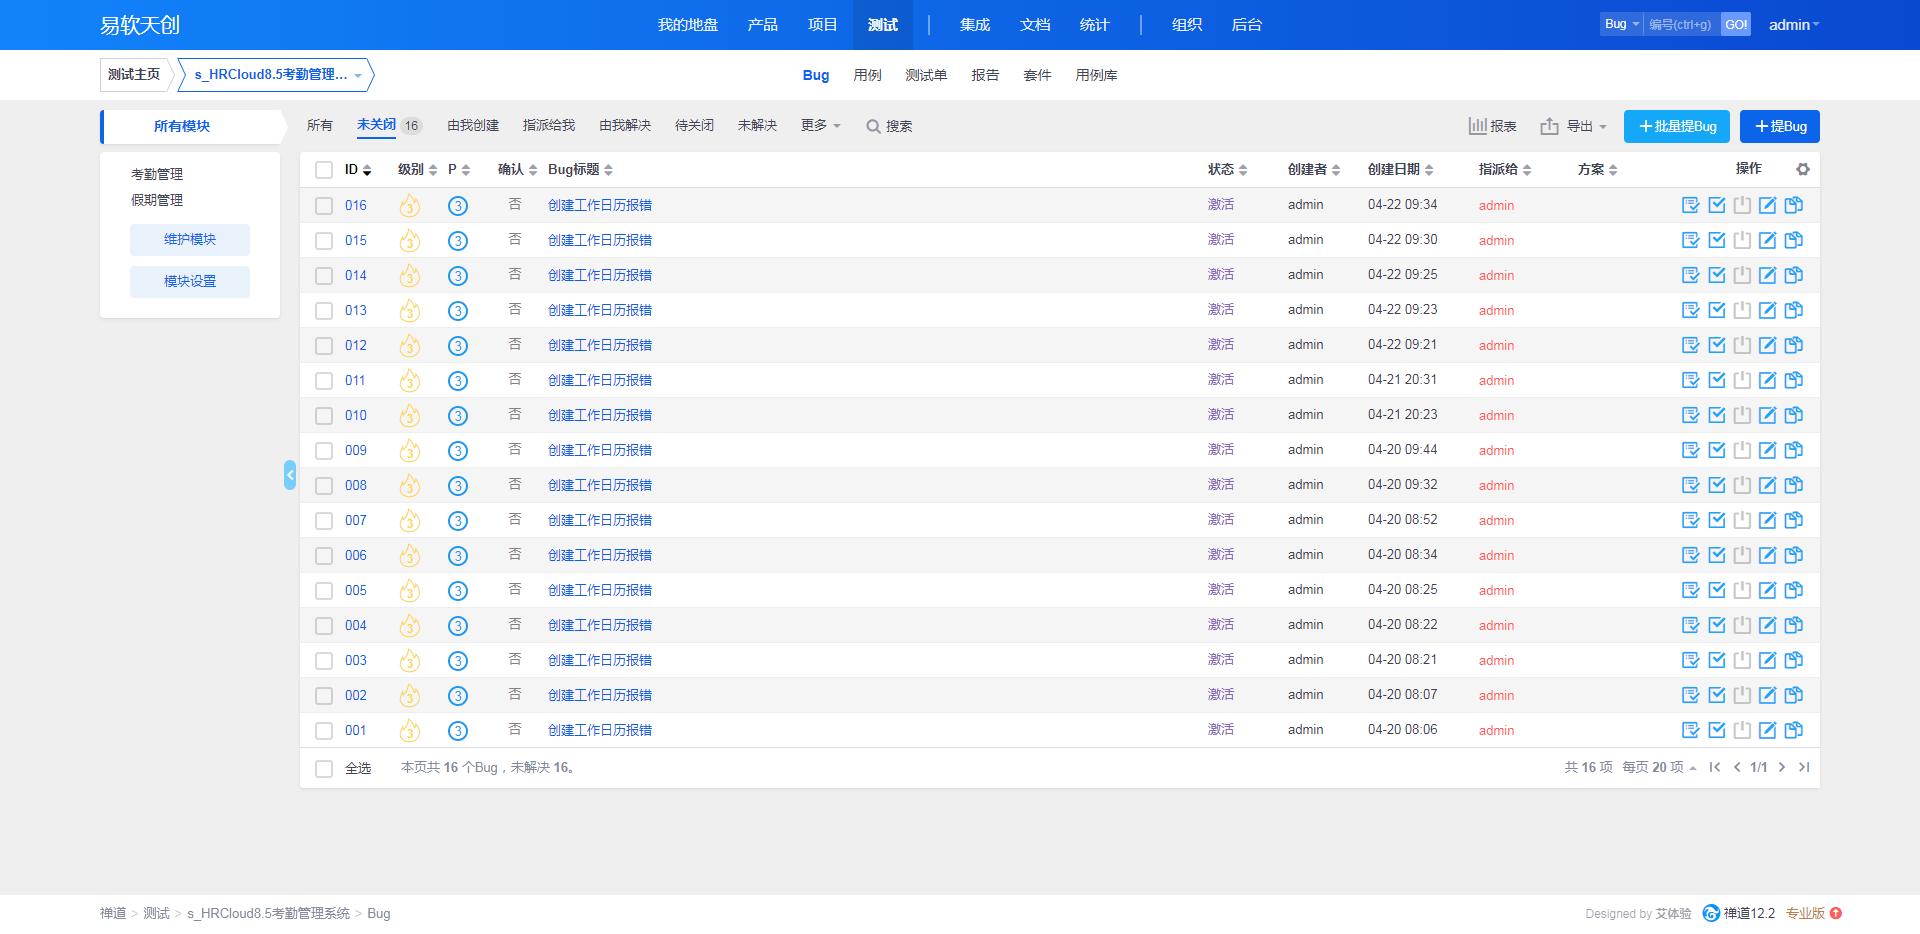 易软天创 我的地盘 产品 项目 测试 集成 文档 统计 组织 后台 Bug 编号(ctrl+g) GO! admin
测试主页 s_HRCloud8.5考勤管理... Bug 用例 测试单 报告 套件 用例库
所有模块 所有 未关闭 16 由我创建 指派给我 由我解决 待关闭 未解决 更多 搜索 报表 导出 +批量提Bug +提Bug
考勤管理
假期管理
维护模块
模块设置
ID 级别 P 确认 Bug标题 状态 创建者 创建日期 指派给 方案 操作
016 3 3 否 创建工作日历报错 激活 admin 04-22 09:34 admin
015 3 3 否 创建工作日历报错 激活 admin 04-22 09:30 admin
014 3 3 否 创建工作日历报错 激活 admin 04-22 09:25 admin
013 3 3 否 创建工作日历报错 激活 admin 04-22 09:23 admin
012 3 3 否 创建工作日历报错 激活 admin 04-22 09:21 admin
011 3 3 否 创建工作日历报错 激活 admin 04-21 20:31 admin
010 3 3 否 创建工作日历报错 激活 admin 04-21 20:23 admin
009 3 3 否 创建工作日历报错 激活 admin 04-20 09:44 admin
008 3 3 否 创建工作日历报错 激活 admin 04-20 09:32 admin
007 3 3 否 创建工作日历报错 激活 admin 04-20 08:52 admin
006 3 3 否 创建工作日历报错 激活 admin 04-20 08:34 admin
005 3 3 否 创建工作日历报错 激活 admin 04-20 08:25 admin
004 3 3 否 创建工作日历报错 激活 admin 04-20 08:22 admin
003 3 3 否 创建工作日历报错 激活 admin 04-20 08:21 admin
002 3 3 否 创建工作日历报错 激活 admin 04-20 08:07 admin
001 3 3 否 创建工作日历报错 激活 admin 04-20 08:06 admin
全选 本页共 16 个Bug，未解决 16。 共 16 项 每页 20 项 1/1
禅道 > 测试 > s_HRCloud8.5考勤管理系统 > Bug Designed by 艾体验 禅道12.2 专业版